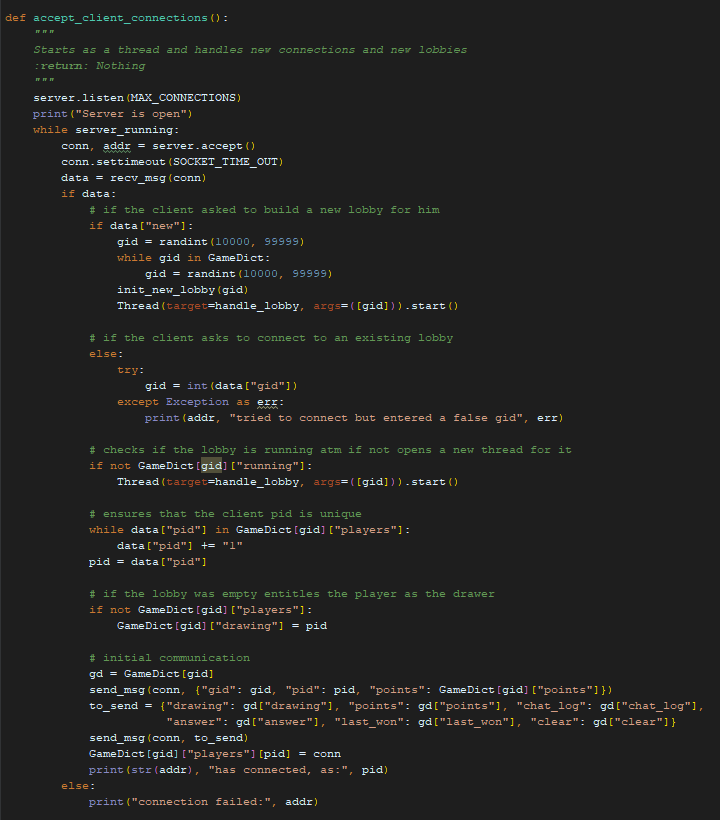 def accept_client_connections():
    """
    Starts as a thread and handles new connections and new lobbies
    :return: Nothing
    """
    server.listen(MAX_CONNECTIONS)
    print("Server is open")
    while server_running:
        conn, addr = server.accept()
        conn.settimeout(SOCKET_TIME_OUT)
        data = recv_msg(conn)
        if data:
            # if the client asked to build a new lobby for him
            if data["new"]:
                gid = randint(10000, 99999)
                while gid in GameDict:
                    gid = randint(10000, 99999)
                init_new_lobby(gid)
                Thread(target=handle_lobby, args=([gid])).start()

            # if the client asks to connect to an existing lobby
            else:
                try:
                    gid = int(data["gid"])
                except Exception as err:
                    print(addr, "tried to connect but entered a false gid", err)

            # checks if the lobby is running atm if not opens a new thread for it
            if not GameDict[gid]["running"]:
                Thread(target=handle_lobby, args=([gid])).start()

            # ensures that the client pid is unique
            while data["pid"] in GameDict[gid]["players"]:
                data["pid"] += "1"
            pid = data["pid"]

            # if the lobby was empty entitles the player as the drawer
            if not GameDict[gid]["players"]:
                GameDict[gid]["drawing"] = pid

            # initial communication
            gd = GameDict[gid]
            send_msg(conn, {"gid": gid, "pid": pid, "points": GameDict[gid]["points"]})
            to_send = {"drawing": gd["drawing"], "points": gd["points"], "chat_log": gd["chat_log"],
                       "answer": gd["answer"], "last_won": gd["last_won"], "clear": gd["clear"]}
            send_msg(conn, to_send)
            GameDict[gid]["players"][pid] = conn
            print(str(addr), "has connected, as:", pid)
        else:
            print("connection failed:", addr)